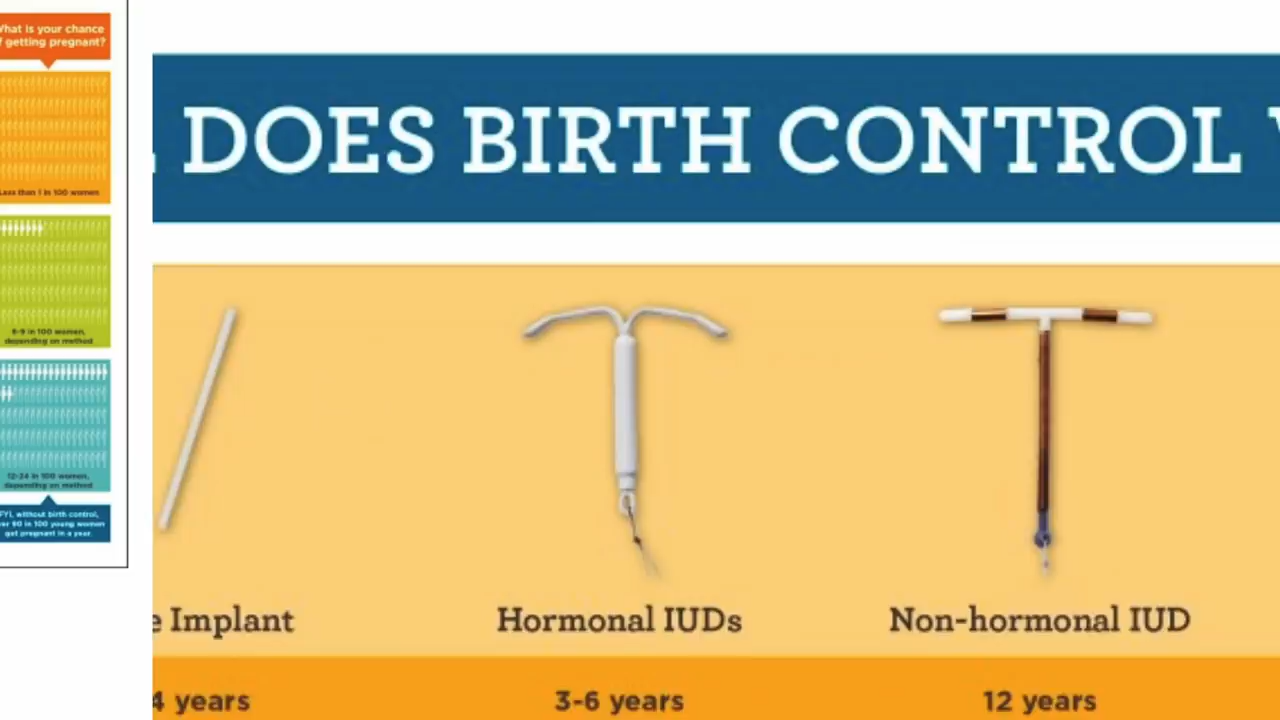 What is your chance
f getting pregnant?
Less than 1 in 100 women
6-9 in 100 women,
depending on method
12-24 in 100 women,
depending on method
FYI, without birth control,
er 90 in 100 young women
get pregnant in a year.
DOES BIRTH CONTROL
e Implant
Hormonal IUDs
Non-hormonal IUD
4 years
3-6 years
12 years